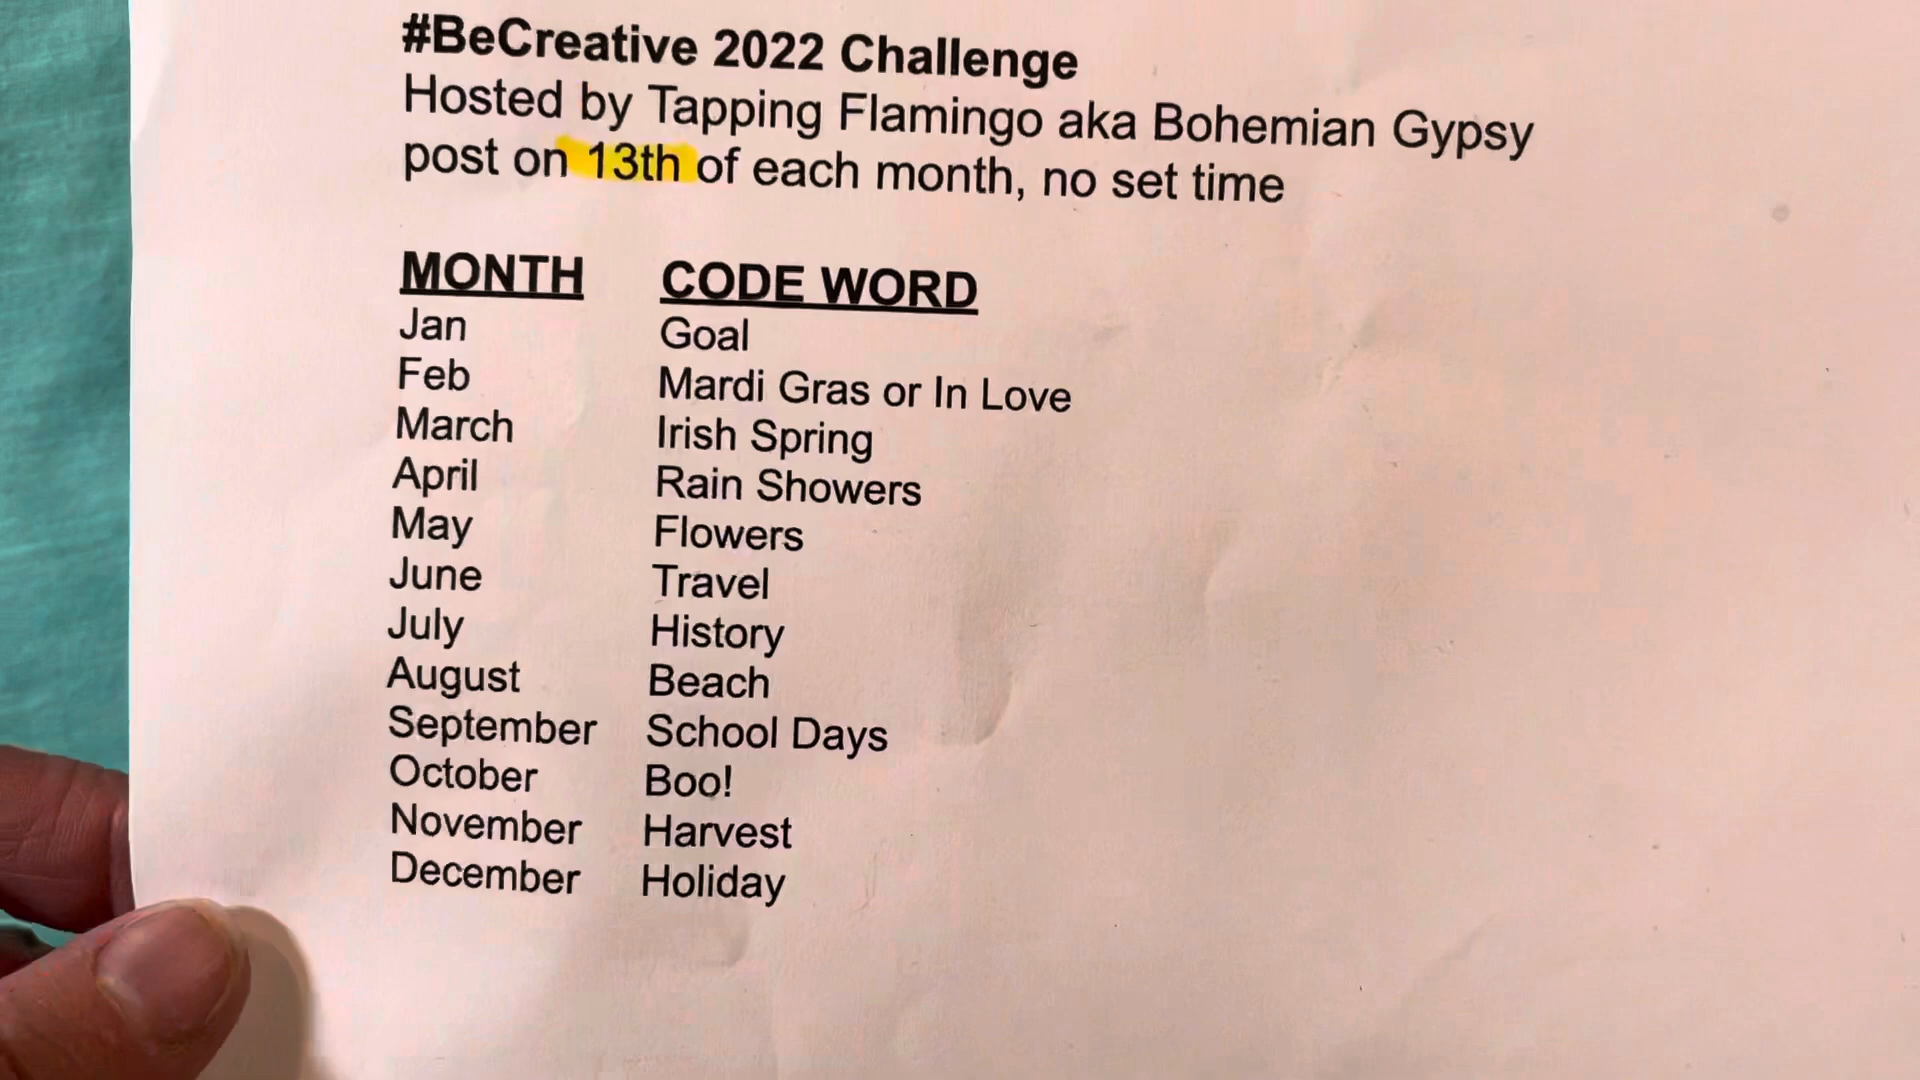 #BeCreative 2022 Challenge
Hosted by Tapping Flamingo aka Bohemian Gypsy
post on 13th of each month, no set time
MONTH CODE WORD
Jan Goal
Feb Mardi Gras or In Love
March Irish Spring
April Rain Showers
May Flowers
June Travel
July History
August Beach
September School Days
October Boo!
November Harvest
December Holiday